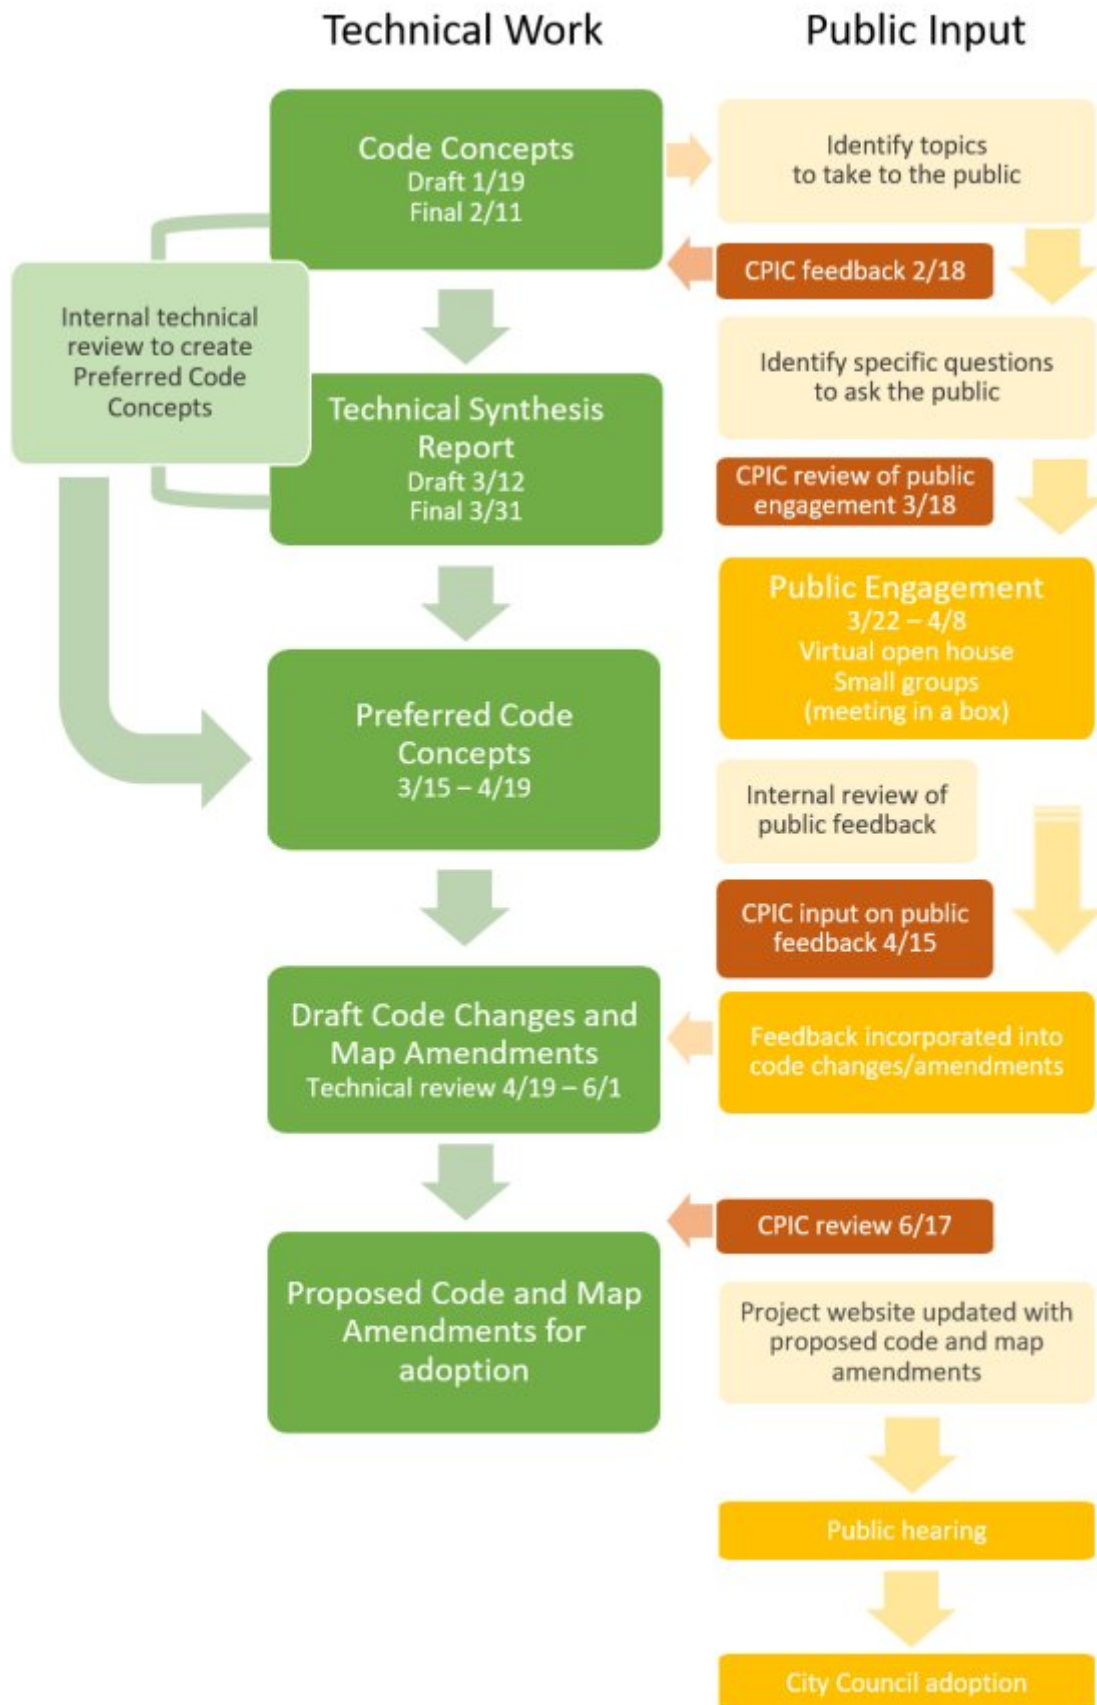 Technical Work
Public Input
Code Concepts
Draft 1/19
Final 2/11
Identify topics
to take to the public
CPIC feedback 2/18
Internal technical
review to create
Preferred Code
Concepts
Identify specific questions
to ask the public
Technical Synthesis
Report
Draft 3/12
Final 3/31
CPIC review of public
engagement 3/18
Public Engagement
3/22 – 4/8
Virtual open house
Small groups
(meeting in a box)
Preferred Code
Concepts
3/15 – 4/19
Internal review of
public feedback
CPIC input on public
feedback 4/15
Draft Code Changes and
Map Amendments
Technical review 4/19 – 6/1
Feedback incorporated into
code changes/amendments
CPIC review 6/17
Proposed Code and Map
Amendments for
adoption
Project website updated with
proposed code and map
amendments
Public hearing
City Council adoption